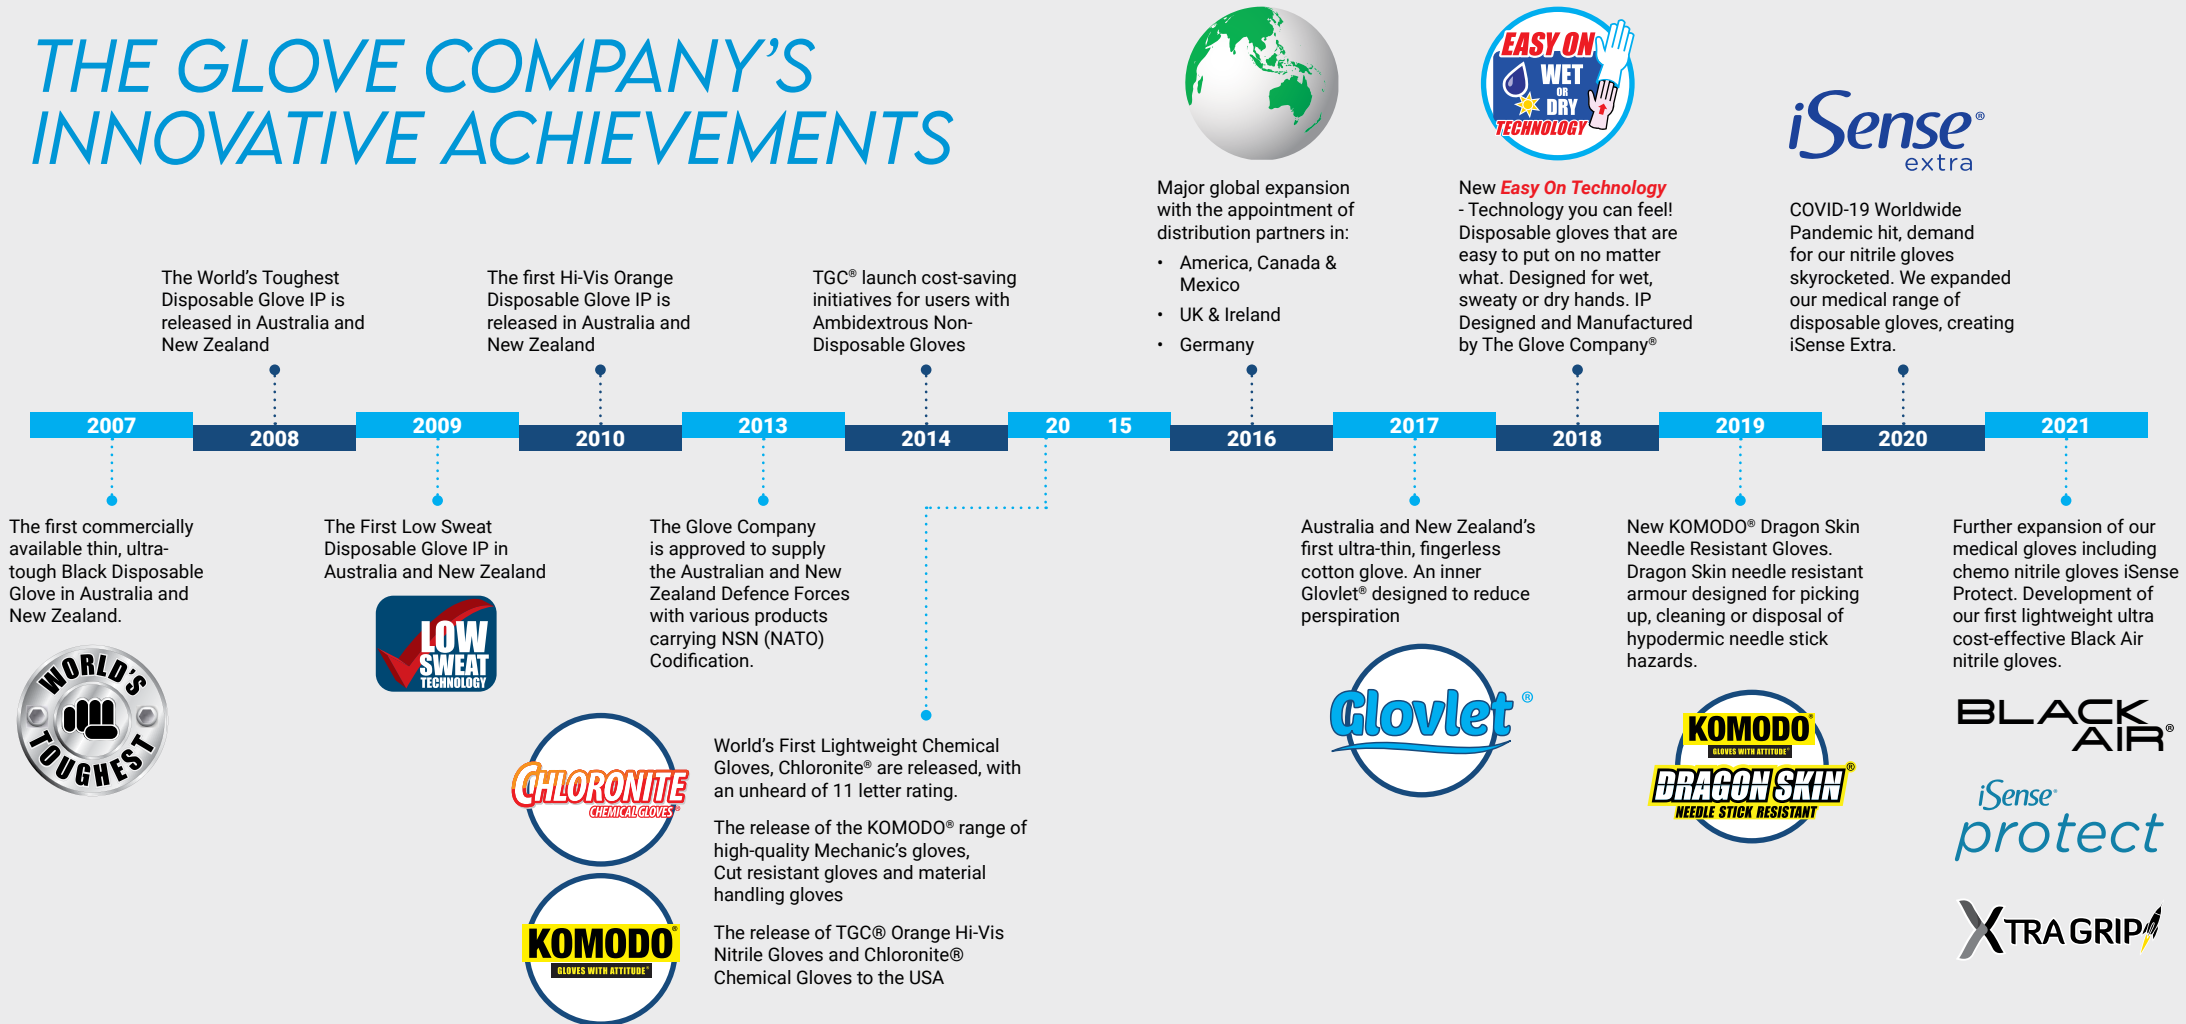 THE GLOVE COMPANY'S
INNOVATIVE ACHIEVEMENTS
2007
The first commercially
available thin, ultra-
tough Black Disposable
Glove in Australia and
New Zealand.
WORLD'S
TOUGHEST
The World's Toughest
Disposable Glove IP is
released in Australia and
New Zealand
2008
2009
The First Low Sweat
Disposable Glove IP in
Australia and New Zealand
LOW
SWEAT
TECHNOLOGY
The first Hi-Vis Orange
Disposable Glove IP is
released in Australia and
New Zealand
2010
2013
The Glove Company
is approved to supply
the Australian and New
Zealand Defence Forces
with various products
carrying NSN (NATO)
Codification.
TGC® launch cost-saving
initiatives for users with
Ambidextrous Non-
Disposable Gloves
2014
20 15
CHLORONITE
CHEMICAL GLOVES®
World's First Lightweight Chemical
Gloves, Chloronite® are released, with
an unheard of 11 letter rating.
The release of the KOMODO® range of
high-quality Mechanic's gloves,
Cut resistant gloves and material
handling gloves
KOMODO®
GLOVES WITH ATTITUDE®
The release of TGC® Orange Hi-Vis
Nitrile Gloves and Chloronite®
Chemical Gloves to the USA
Major global expansion
with the appointment of
distribution partners in:
• America, Canada &
Mexico
• UK & Ireland
• Germany
2016
2017
Australia and New Zealand's
first ultra-thin, fingerless
cotton glove. An inner
Glovlet® designed to reduce
perspiration
Glovlet®
EASY ON
WET
OR
DRY
TECHNOLOGY
New Easy On Technology
- Technology you can feel!
Disposable gloves that are
easy to put on no matter
what. Designed for wet,
sweaty or dry hands. IP
Designed and Manufactured
by The Glove Company®
2018
2019
New KOMODO® Dragon Skin
Needle Resistant Gloves.
Dragon Skin needle resistant
armour designed for picking
up, cleaning or disposal of
hypodermic needle stick
hazards.
KOMODO®
GLOVES WITH ATTITUDE®
DRAGON SKIN®
NEEDLE STICK RESISTANT
iSense®
extra
COVID-19 Worldwide
Pandemic hit, demand
for our nitrile gloves
skyrocketed. We expanded
our medical range of
disposable gloves, creating
iSense Extra.
2020
2021
Further expansion of our
medical gloves including
chemo nitrile gloves iSense
Protect. Development of
our first lightweight ultra
cost-effective Black Air
nitrile gloves.
BLACK
AIR®
iSense®
protect
XTRA GRIP